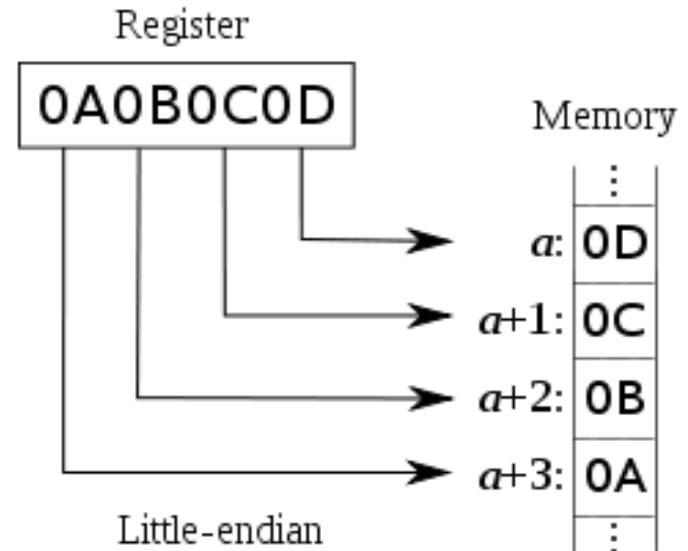 Register
0A0B0C0D
Memory
⋮
a: 0D
a+1: 0C
a+2: 0B
a+3: 0A
⋮
Little-endian